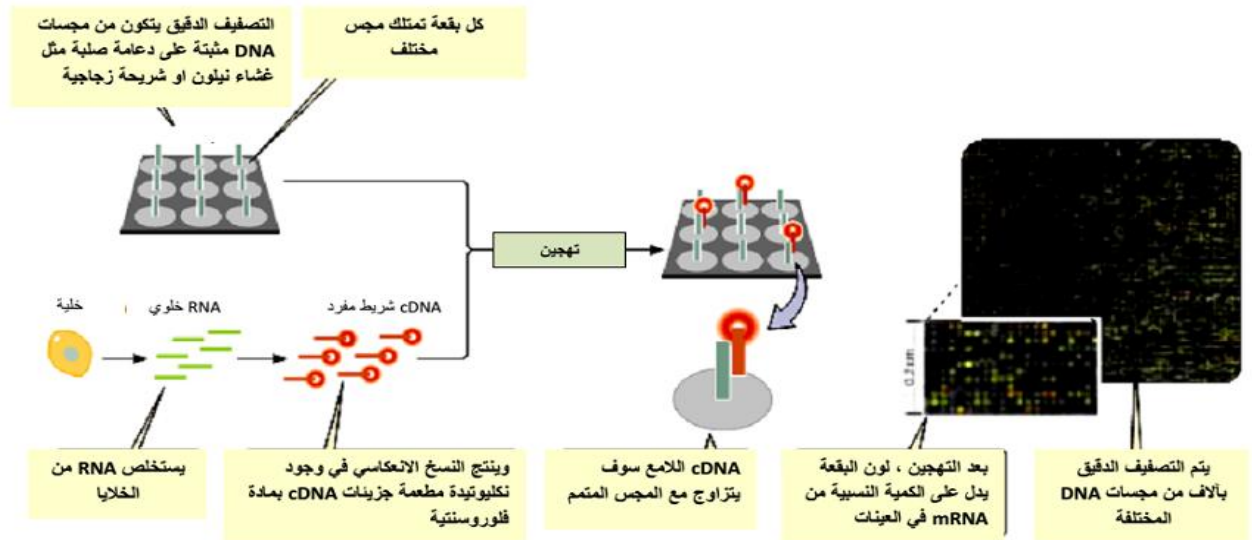 التصفيف الدقيق يتكون من مجسات
DNA مثبتة على دعامة صلبة مثل
غشاء نيلون او شريحة زجاجية
كل بقعة تمتلك مجس
مختلف
تهجين
خلية
RNA خلوي
cDNA شريط مفرد
0.2 cm
يستخلص RNA من
الخلايا
وينتج النسخ الانعكاسي في وجود
نكليوتيدة مطعمة جزيئات cDNA بمادة
فلوروسنتية
cDNA اللامع سوف
يتزاوج مع المجس المتمم
بعد التهجين ، لون البقعة
يدل على الكمية النسبية من
mRNA في العينات
يتم التصفيف الدقيق
بآلاف من مجسات DNA
المختلفة